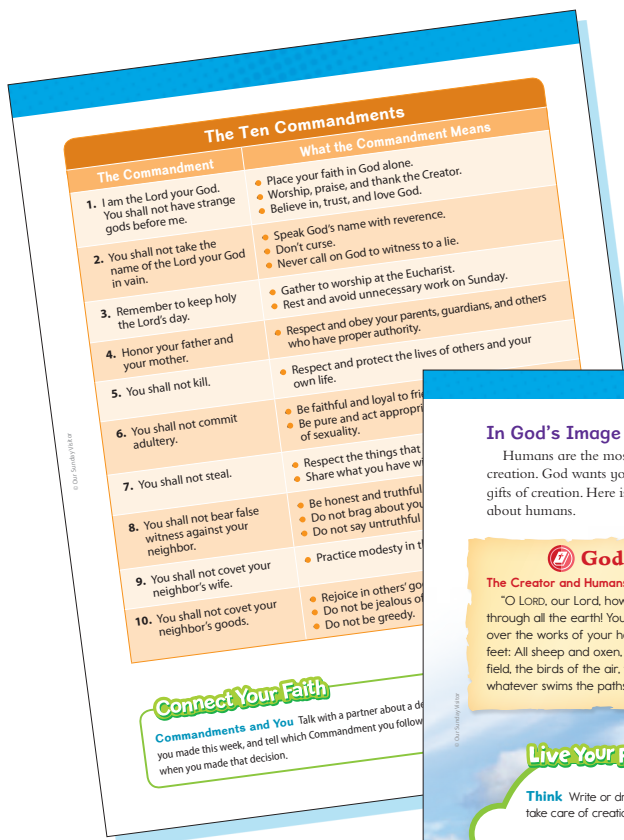 The Ten Commandments
The Commandment
What the Commandment Means
1. I am the Lord your God.
You shall not have strange
gods before me.
• Place your faith in God alone.
• Worship, praise, and thank the Creator.
• Believe in, trust, and love God.
2. You shall not take the
name of the Lord your God
in vain.
• Speak God's name with reverence.
• Don't curse.
• Never call on God to witness to a lie.
3. Remember to keep holy
the Lord's day.
• Gather to worship at the Eucharist.
• Rest and avoid unnecessary work on Sunday.
4. Honor your father and
your mother.
• Respect and obey your parents, guardians, and others
who have proper authority.
5. You shall not kill.
• Respect and protect the lives of others and your
own life.
6. You shall not commit
adultery.
• Be faithful and loyal to
• Be pure and act
of sexuality.
7. You shall not steal.
• Respect the things that
• Share what you have
8. You shall not bear false
witness against your
neighbor.
• Be honest and truthful
• Do not brag about
• Do not say untruthful
9. You shall not covet your
neighbor's wife.
• Practice modesty in
10. You shall not covet your
neighbor's goods.
• Rejoice in others'
• Do not be jealous of
• Do not be greedy.
© Our Sunday Visitor
Connect Your Faith
Commandments and You Talk with a partner about a
you made this week, and tell which Commandment you
when you made that decision.
In God's Image
Humans are the
creation. God wants
gifts of creation. Here
about humans.
God
The Creator and Humans
"O LORD, our Lord,
through all the earth!
over the works of your
feet: All sheep and oxen,
field, the birds of the air,
whatever swims the paths
© Our Sunday Visitor
Live Your
Think Write or
take care of